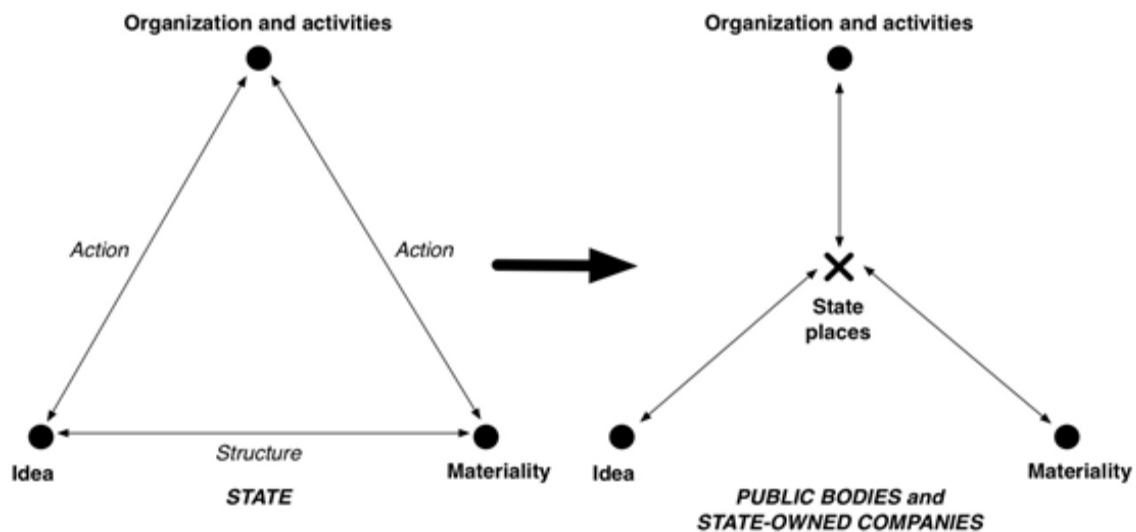 Organization and activities
Action
Action
Idea
Structure
Materiality
STATE
Organization and activities
State
places
Idea
Materiality
PUBLIC BODIES and
STATE-OWNED COMPANIES